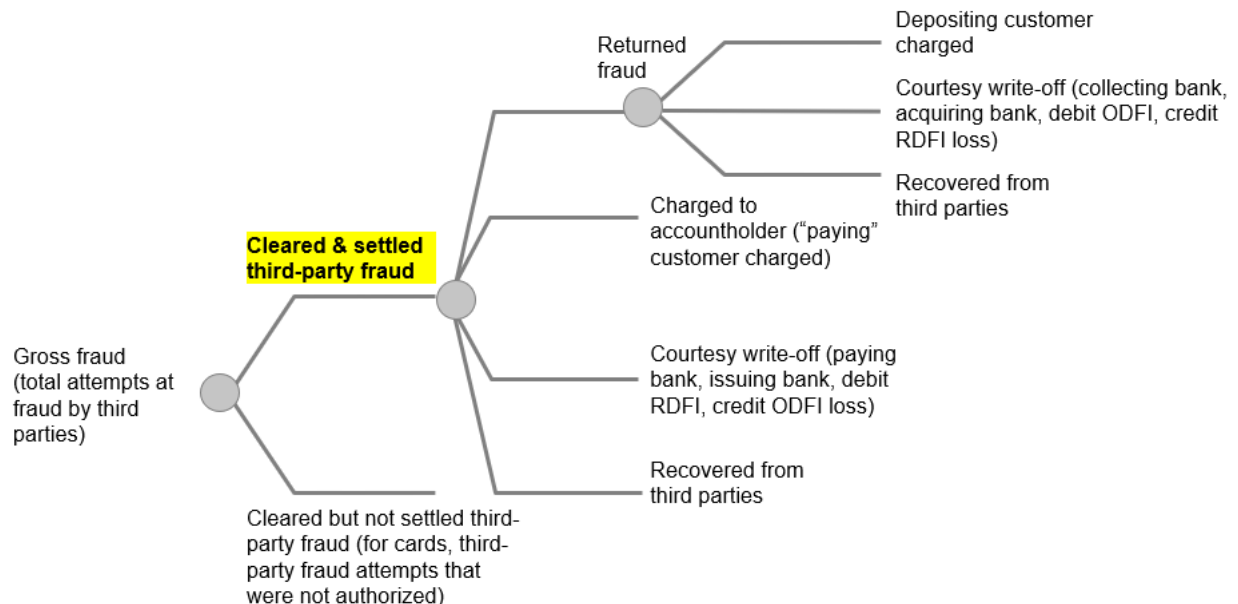 Gross fraud
(total attempts at
fraud by third
parties)
Cleared & settled
third-party fraud
Cleared but not settled third-
party fraud (for cards, third-
party fraud attempts that
were not authorized)
Returned
fraud
Charged to
accountholder (“paying”
customer charged)
Courtesy write-off (paying
bank, issuing bank, debit
RDFI, credit ODFI loss)
Recovered from
third parties
Depositing customer
charged
Courtesy write-off (collecting bank,
acquiring bank, debit ODFI, credit
RDFI loss)
Recovered from
third parties